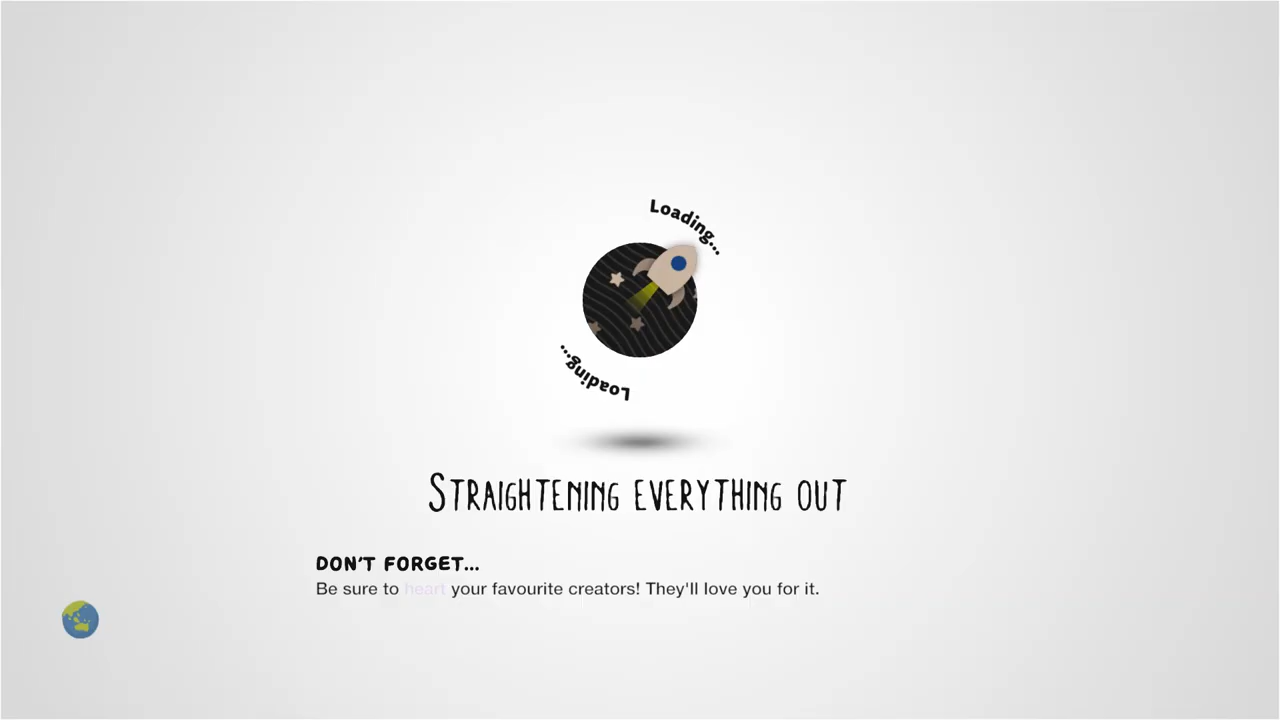 Loading...
Loading...
Straightening everything out
DON'T FORGET...
Be sure to heart your favourite creators! They'll love you for it.